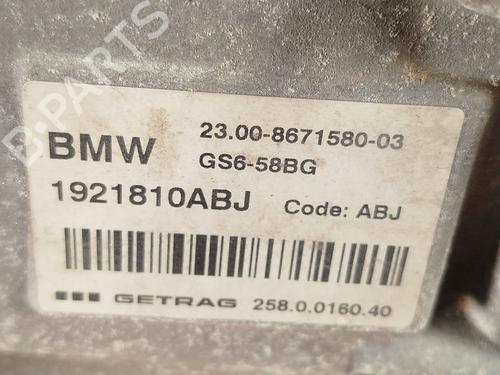 B-PARTS
BMW
23.00-8671580-03
GS6-58BG
1921810ABJ Code: ABJ
GETRAG 258.0.0160.40